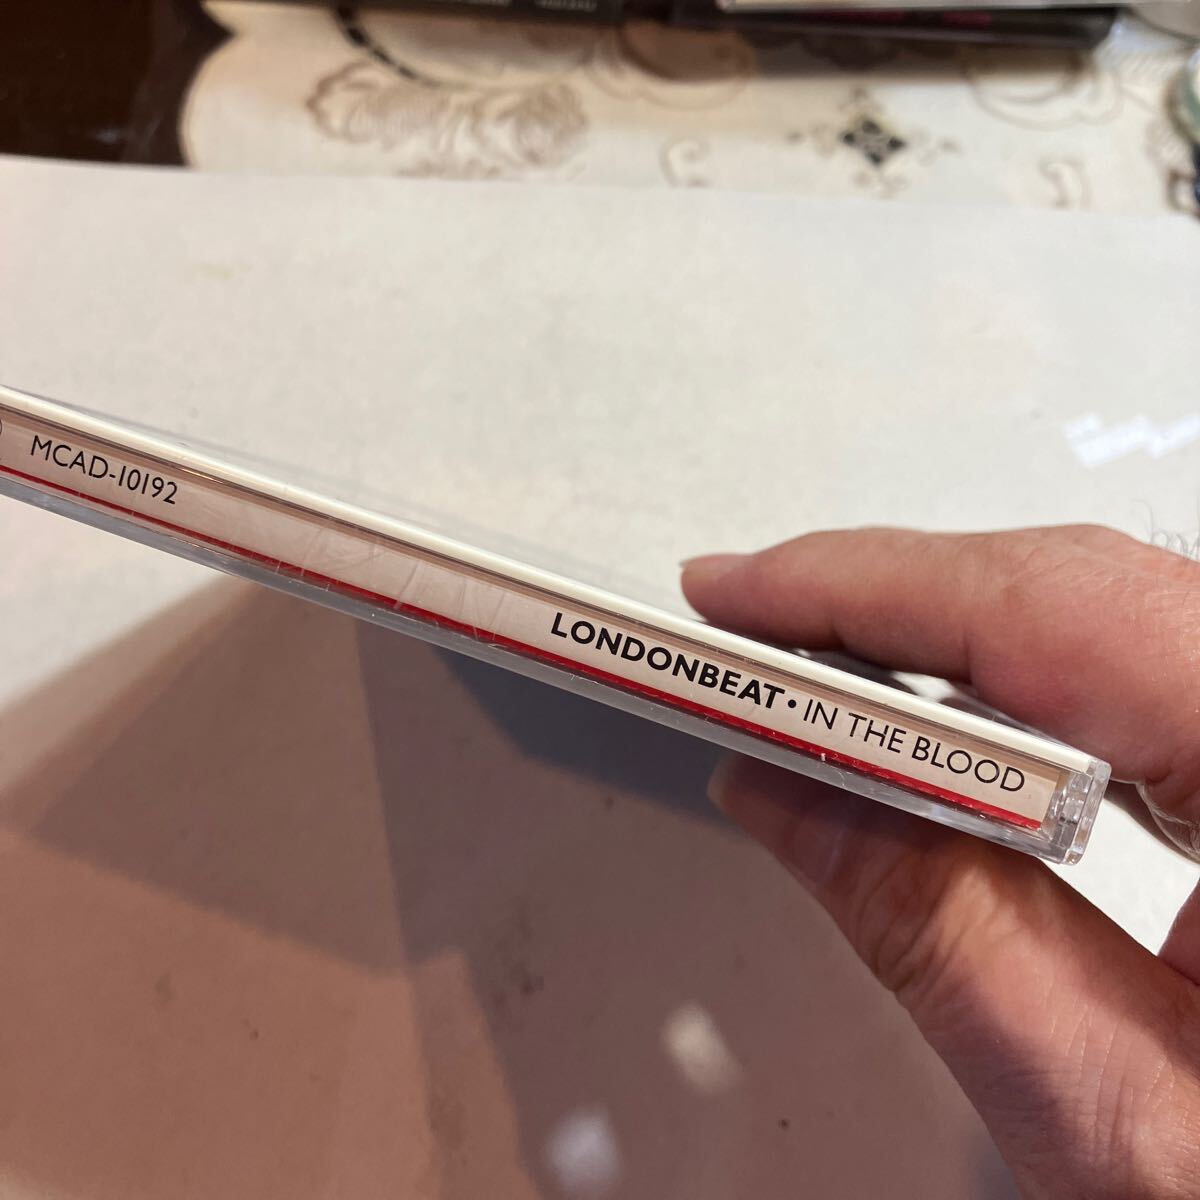 MCAD-10192
LONDONBEAT • IN THE BLOOD